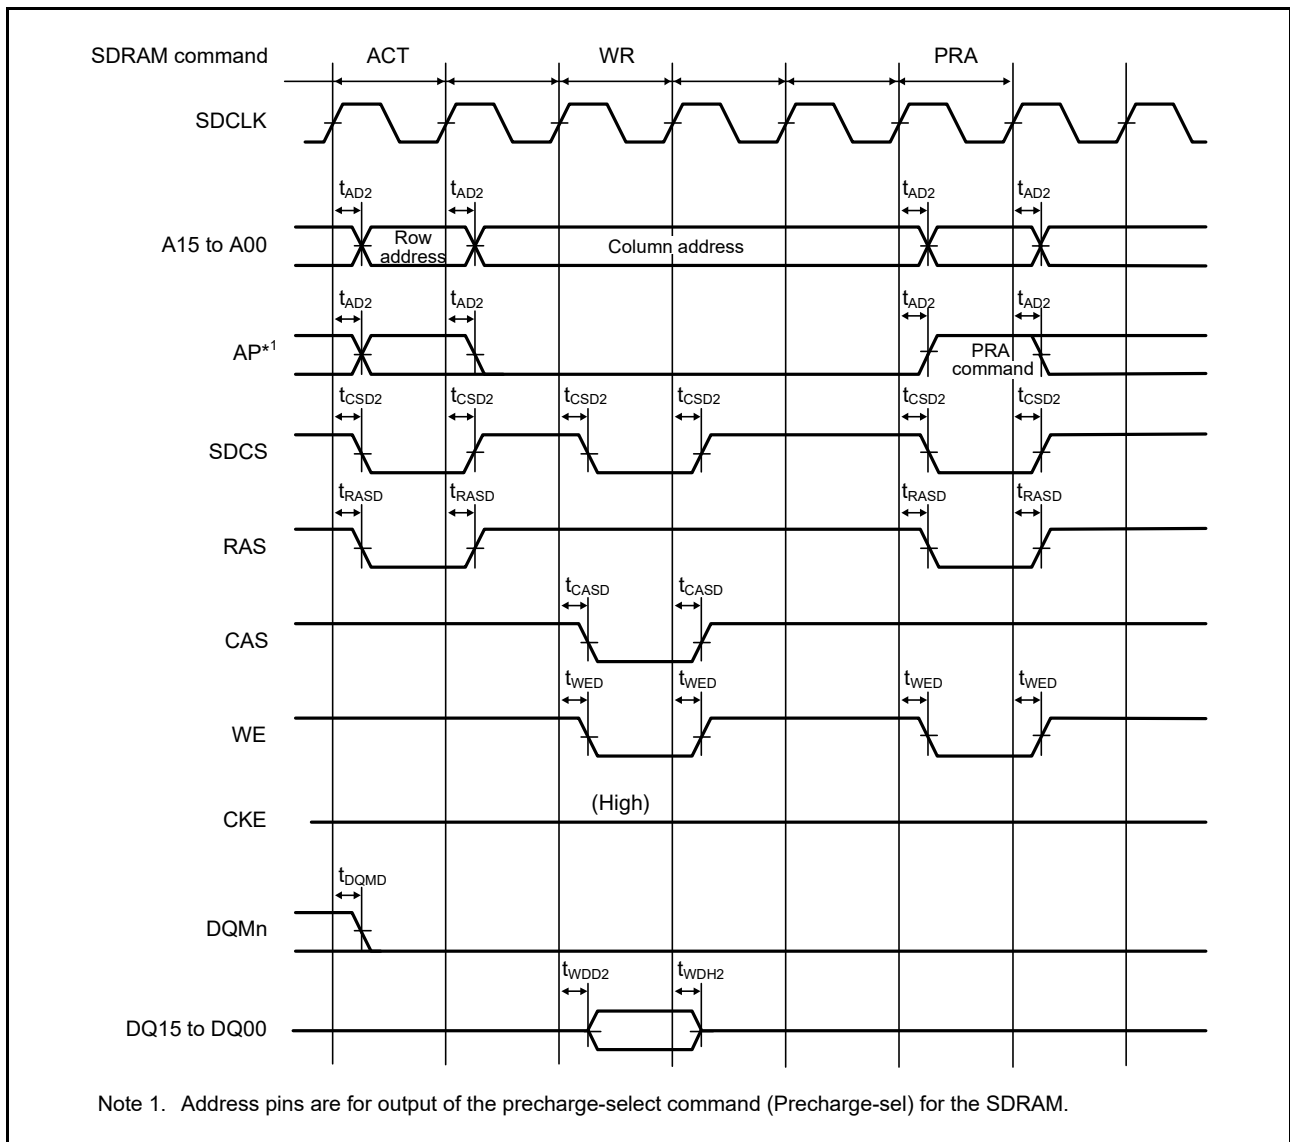 SDRAM command ACT WR PRA
SDCLK
tAD2 tAD2 tAD2 tAD2
A15 to A00 Row address Column address
tAD2 tAD2 tAD2 tAD2
AP*1 PRA command
tCSD2 tCSD2 tCSD2 tCSD2 tCSD2 tCSD2
SDCS
tRASD tRASD tRASD tRASD
RAS
tCASD tCASD
CAS
tWED tWED tWED tWED
WE
(High)
CKE
tDQMD
DQMn
tWDD2 tWDH2
DQ15 to DQ00
Note 1. Address pins are for output of the precharge-select command (Precharge-sel) for the SDRAM.